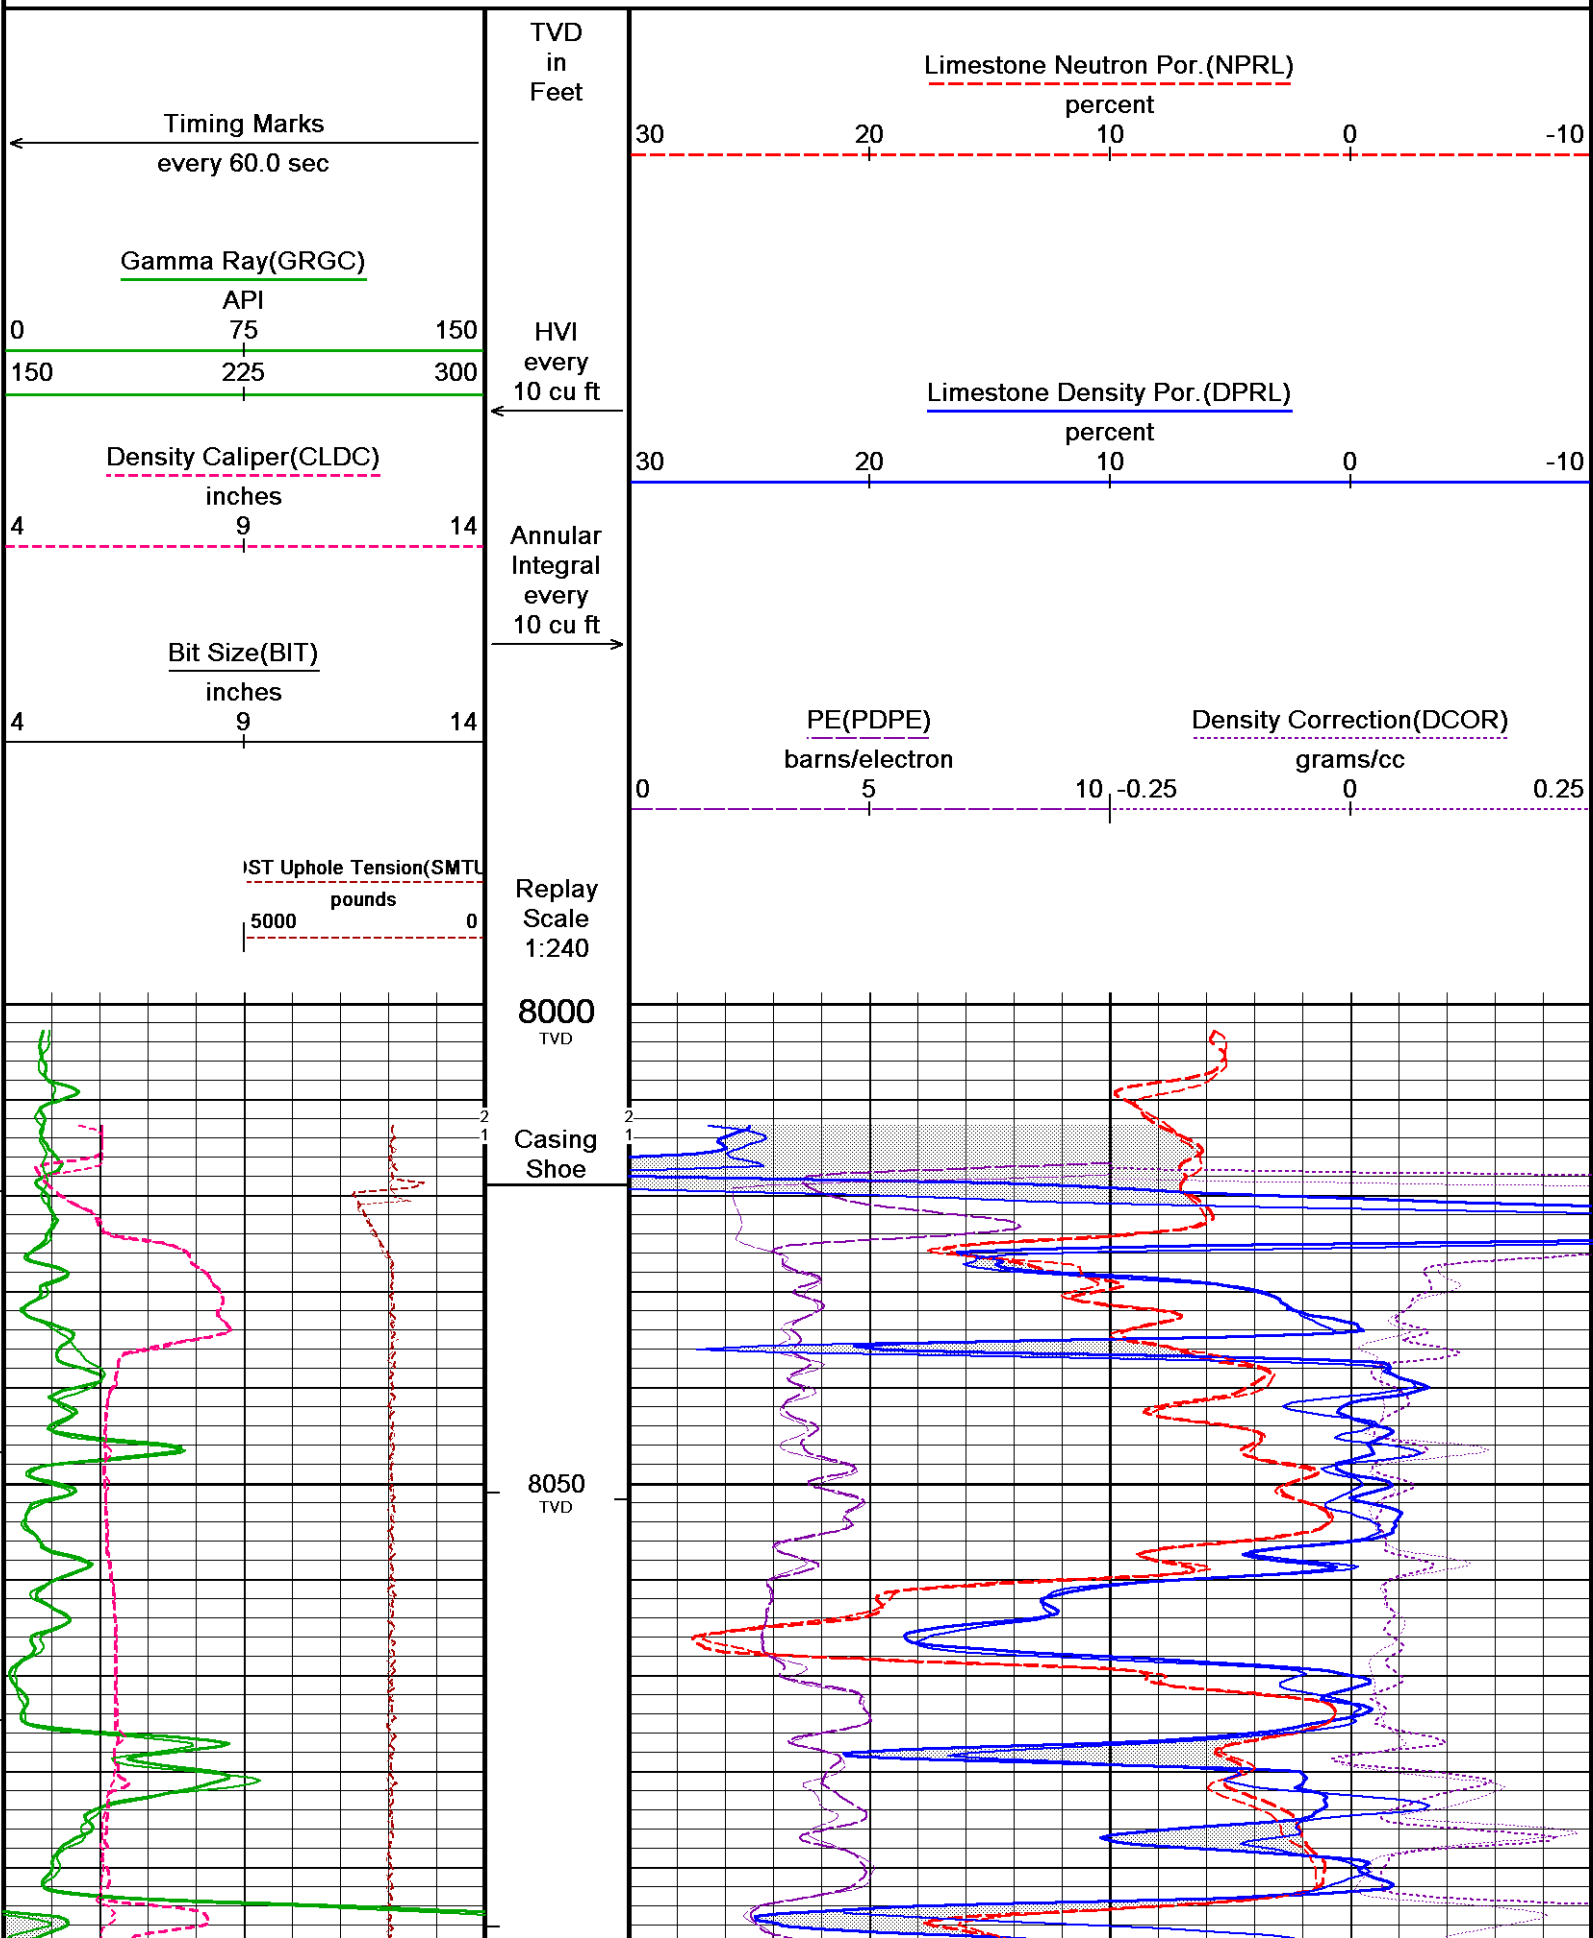 Timing Marks
every 60.0 sec
Gamma Ray(GRGC)
API
0 75 150
150 225 300
Density Caliper(CLDC)
inches
4 9 14
Bit Size(BIT)
inches
4 9 14
ST Uphole Tension(SMTU
pounds
5000 0
TVD
in
Feet
HVI
every
10 cu ft
Annular
Integral
every
10 cu ft
Replay
Scale
1:240
Limestone Neutron Por.(NPRL)
percent
30 20 10 0 -10
Limestone Density Por.(DPRL)
percent
30 20 10 0 -10
PE(PDPE)
barns/electron
0 5 10
Density Correction(DCOR)
grams/cc
-0.25 0 0.25
8000
TVD
2 2
1 1
Casing
Shoe
8050
TVD